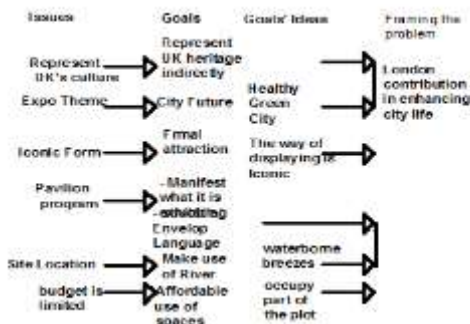 Issues Goals Goals' Ideas Framing the problem
Represent UK's culture
Represent UK heritage indirectly
London contribution in enhancing city life
Expo Theme
City Future
Healthy Green City
Iconic Form
attraction
The way of displaying is Iconic
Pavilion program
- Manifest what it is
Envelop Language
Site Location
Make use of River
waterborne breezes
budget is limited
Affordable use of spaces
occupy part of the plot